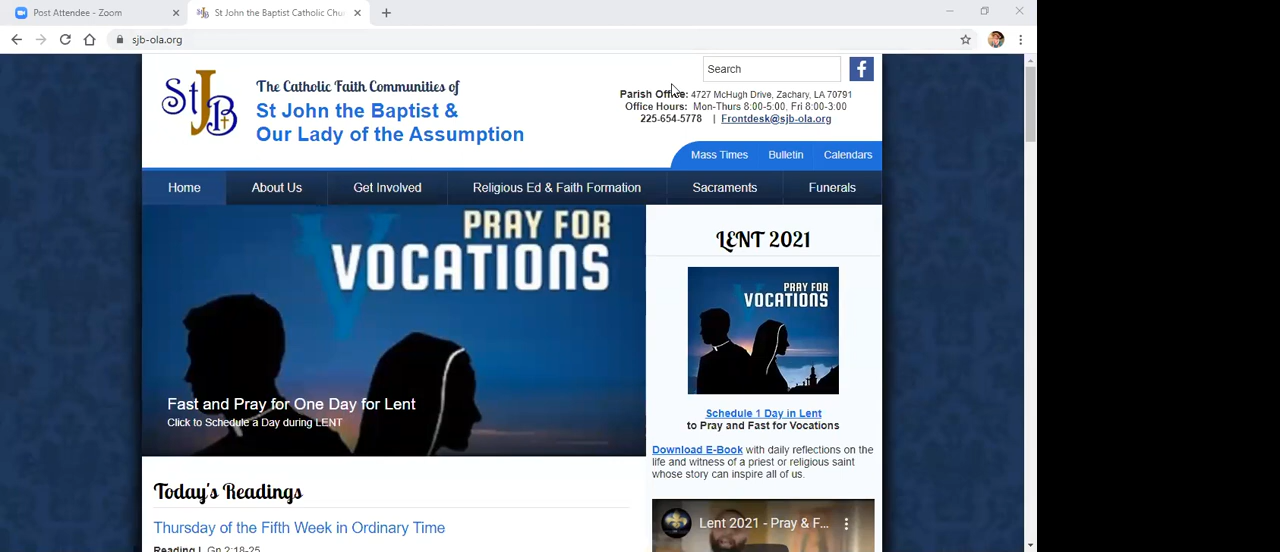 Post Attendee - Zoom
St John the Baptist Catholic Chu
sjb-ola.org
St
J
B
The Catholic Faith Communities of
St John the Baptist &
Our Lady of the Assumption
Search
f
Parish Office: 4727 McHugh Drive, Zachary, LA 70791
Office Hours: Mon-Thurs 8:00-5:00, Fri 8:00-3:00
225-654-5778 | Frontdesk@sjb-ola.org
Mass Times Bulletin Calendars
Home About Us Get Involved Religious Ed & Faith Formation Sacraments Funerals
PRAY FOR
VOCATIONS
Fast and Pray for One Day for Lent
Click to Schedule a Day during LENT
Today's Readings
Thursday of the Fifth Week in Ordinary Time
Reading I Gn 2:18-25
LENT 2021
PRAY FOR
VOCATIONS
Schedule 1 Day in Lent
to Pray and Fast for Vocations
Download E-Book with daily reflections on the
life and witness of a priest or religious saint
whose story can inspire all of us.
Lent 2021 - Pray & F...